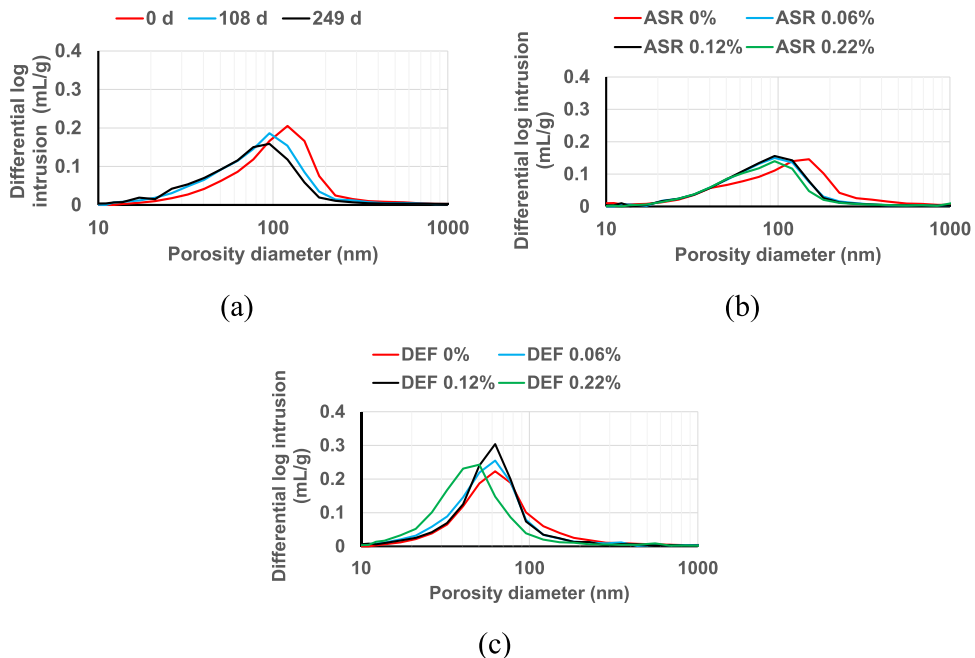 0 d 108 d 249 d
Differential log intrusion (mL/g)
0.4
0.3
0.2
0.1
0
10 100 1000
Porosity diameter (nm)
(a)
ASR 0% ASR 0.06%
ASR 0.12% ASR 0.22%
Differential log intrusion (mL/g)
0.4
0.3
0.2
0.1
0
10 100 1000
Porosity diameter (nm)
(b)
DEF 0% DEF 0.06%
DEF 0.12% DEF 0.22%
Differential log intrusion (mL/g)
0.4
0.3
0.2
0.1
0
10 100 1000
Porosity diameter (nm)
(c)